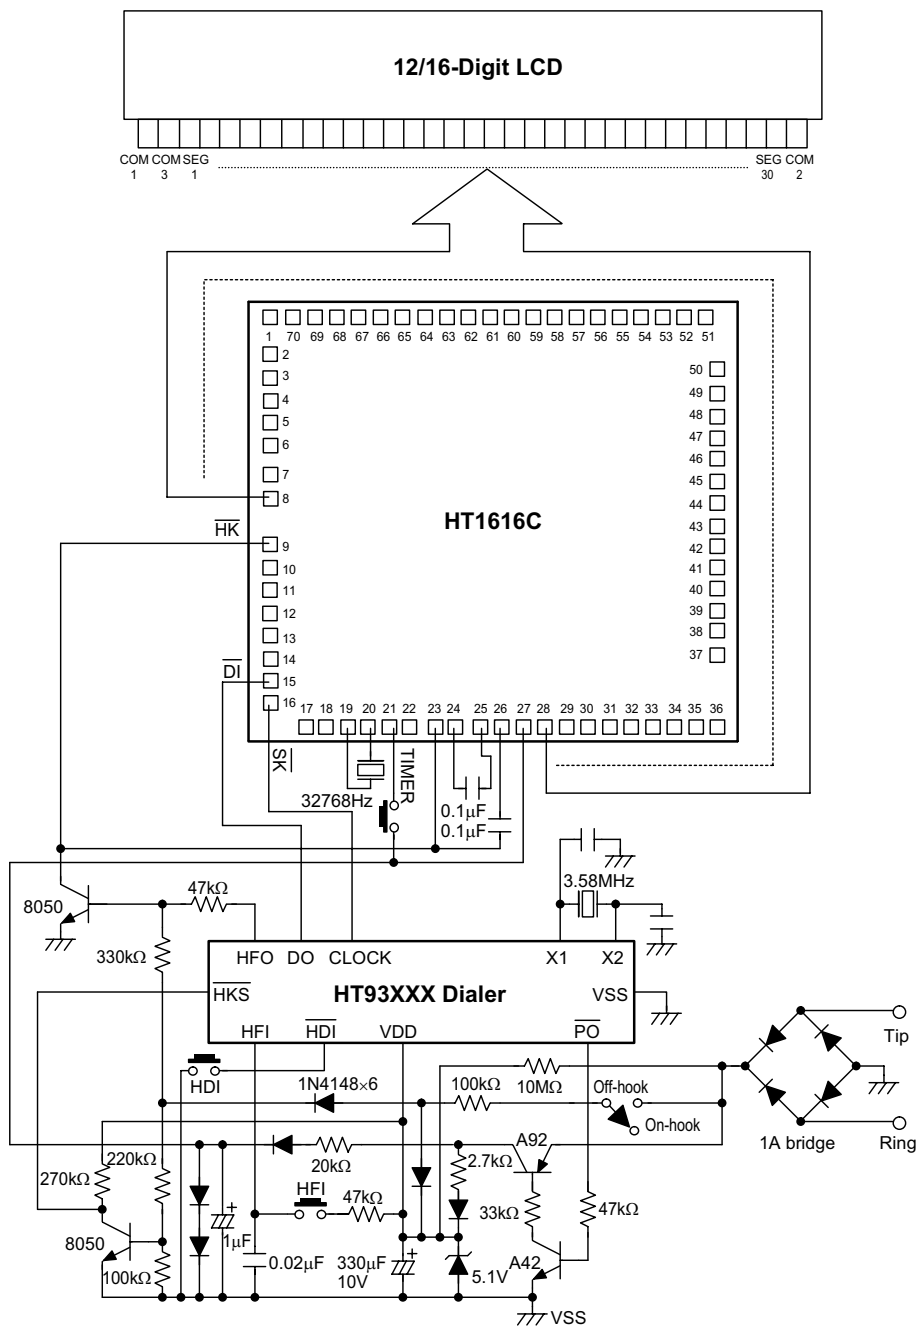 12/16-Digit LCD
COM COM SEG SEG COM
1 3 1 30 2
1 70 69 68 67 66 65 64 63 62 61 60 59 58 57 56 55 54 53 52 51
2
3
4
5
6
7
8
50
49
48
47
46
45
44
43
42
41
40
39
38
37
HT1616C
H̅K̅
9
10
11
12
13
14
D̅I̅
15
16
17 18 19 20 21 22 23 24 25 26 27 28 29 30 31 32 33 34 35 36
S̅K̅
TIMER
32768Hz
0.1µF
0.1µF
3.58MHz
8050
47kΩ
330kΩ
HFO DO CLOCK X1 X2
H̅K̅S̅
HT93XXX Dialer
VSS
HFI H̅D̅I̅ VDD P̅O̅
HDI
1N4148×6
100kΩ
10MΩ
Off-hook
On-hook
Tip
1A bridge
Ring
270kΩ
220kΩ
20kΩ
A92
2.7kΩ
HFI
47kΩ
33kΩ
47kΩ
8050
+
1µF
100kΩ
0.02µF
330µF
10V
+
5.1V
A42
VSS